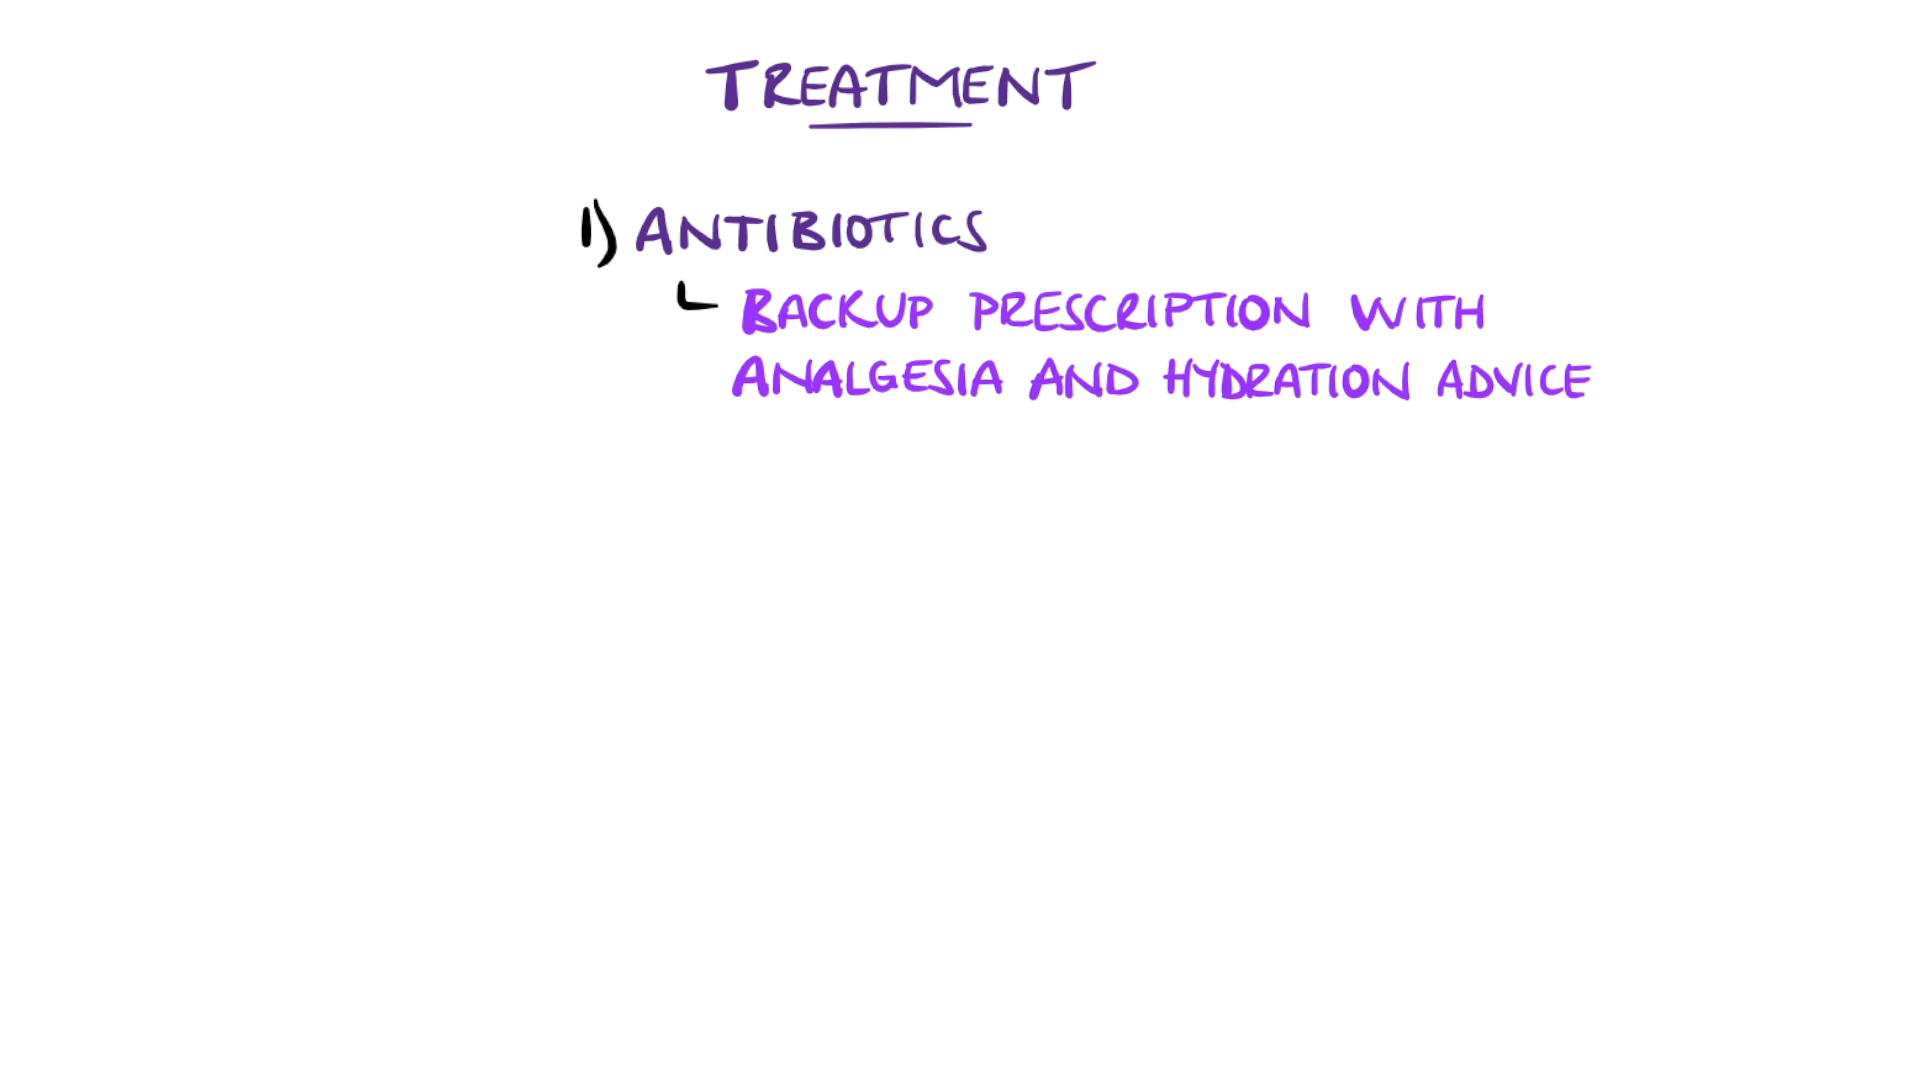 TREATMENT
1) ANTIBIOTICS
BACKUP PRESCRIPTION WITH
ANALGESIA AND HYDRATION ADVICE